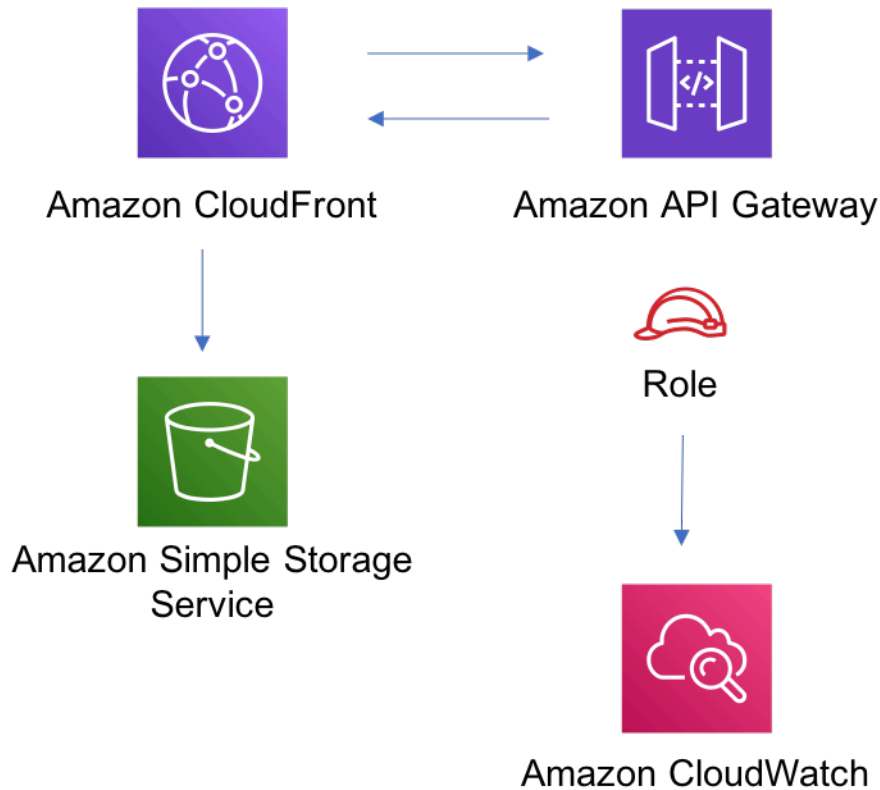 Amazon CloudFront
Amazon API Gateway
</>
Role
Amazon Simple Storage
Service
Amazon CloudWatch